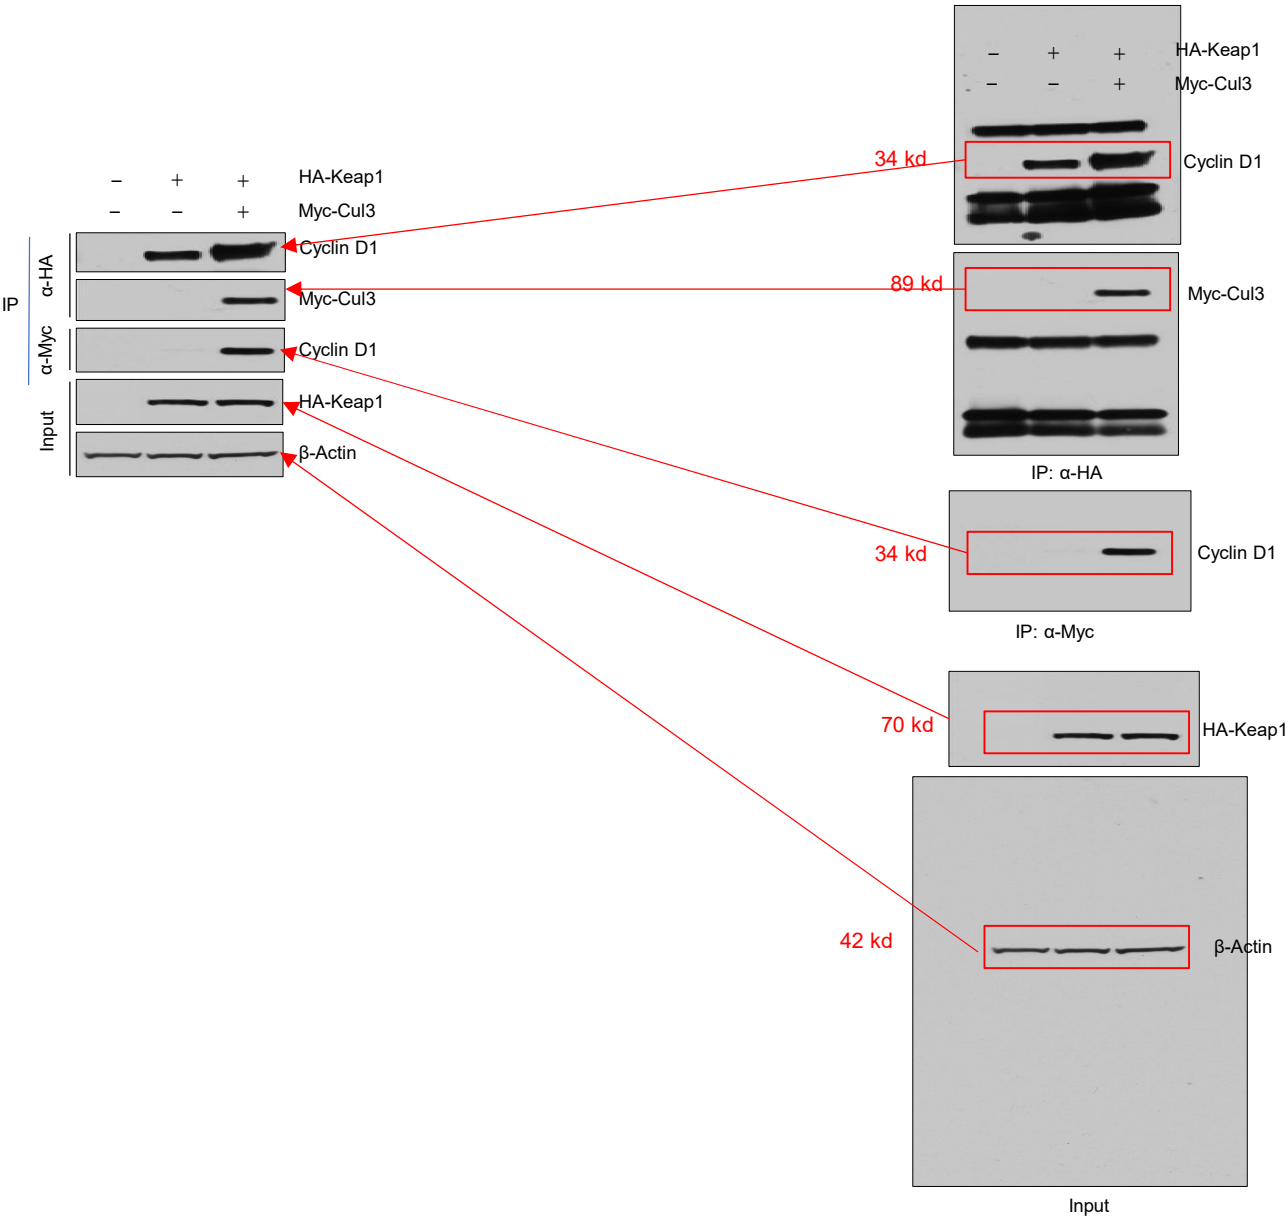 − + + HA-Keap1
− − + Myc-Cul3
IP
α-HA
Cyclin D1
Myc-Cul3
α-Myc
Cyclin D1
Input
HA-Keap1
β-Actin
− + + HA-Keap1
− − + Myc-Cul3
34 kd
Cyclin D1
89 kd
Myc-Cul3
IP: α-HA
34 kd
Cyclin D1
IP: α-Myc
70 kd
HA-Keap1
42 kd
β-Actin
Input